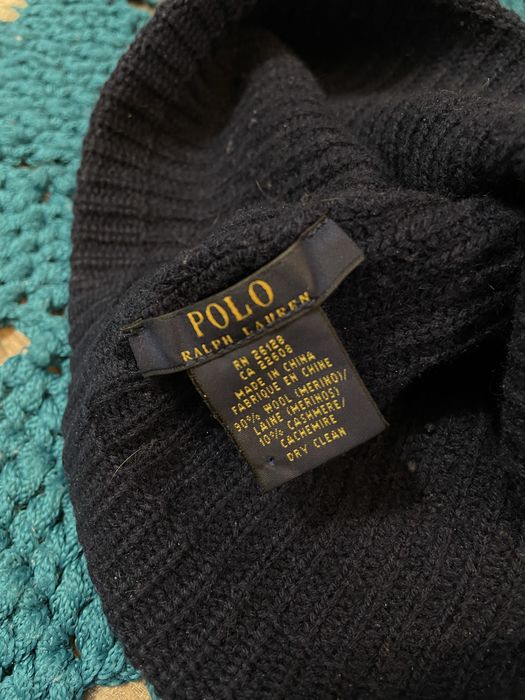 POLO
RALPH LAUREN
RN 26128
CA 22608
MADE IN CHINA
FABRIQUE EN CHINE
90% WOOL (MERINO)/
LAINE (MERINOS)
10% CASHMERE/
CACHEMIRE
DRY CLEAN